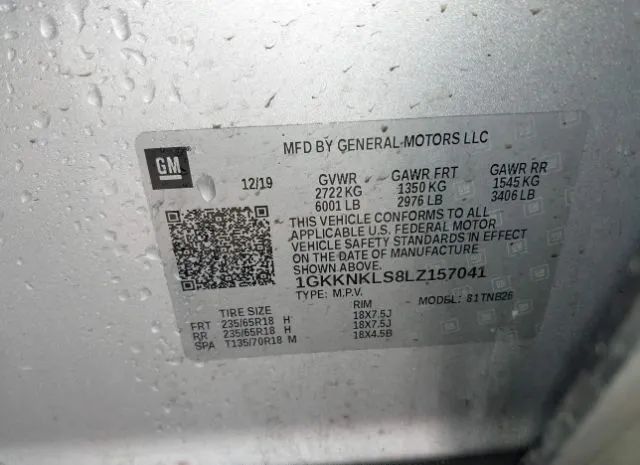 MFD BY GENERAL MOTORS LLC
GM
12/19
GVWR GAWR FRT GAWR RR
2722 KG 1350 KG 1545 KG
6001 LB 2976 LB 3406 LB
THIS VEHICLE CONFORMS TO ALL
APPLICABLE U.S. FEDERAL MOTOR
VEHICLE SAFETY STANDARDS IN EFFECT
ON THE DATE OF MANUFACTURE
SHOWN ABOVE.
1GKKNKLS8LZ157041
TYPE: M.P.V. MODEL: 81TNB26
TIRE SIZE RIM
FRT 235/65R18 H 18X7.5J
RR 235/65R18 H 18X7.5J
SPA T135/70R18 M 18X4.5B